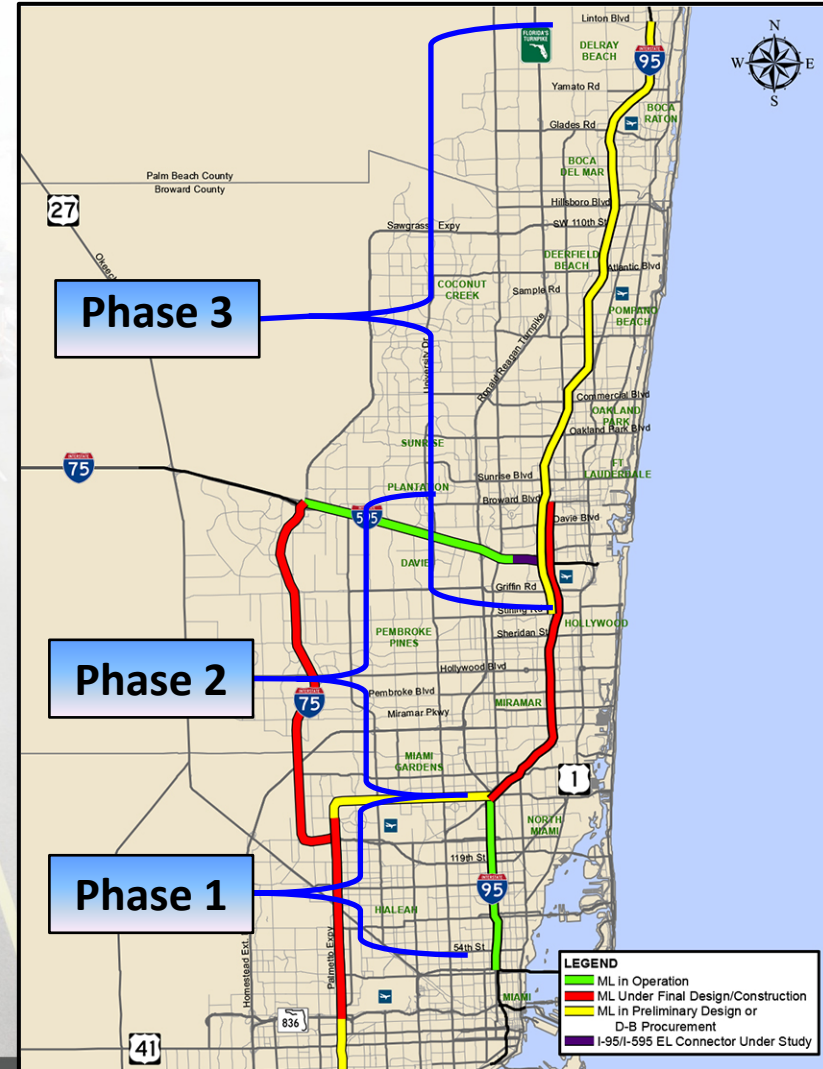 Linton Blvd
FLORIDA'S
TURNPIKE
DELRAY
BEACH
INTERSTATE
95
N
W
E
S
Yamato Rd
BOCA
RATON
Glades Rd
BOCA
DEL MAR
Palm Beach County
Broward County
27
Hillsboro Blvd
SW 110th St
Sawgrass Expy
DEERFIELD
BEACH
Atlantic Blvd
COCONUT
CREEK
Sample Rd
POMPANO
BEACH
Phase 3
University Dr
Ronald Reagan Turnpike
Commercial Blvd
OAKLAND
PARK
Oakland Park Blvd
SUNRISE
FT
LAUDERDALE
INTERSTATE
75
Sunrise Blvd
PLANTATION
Broward Blvd
Davie Blvd
DAVIE
Griffin Rd
Stirling Rd
HOLLYWOOD
Sheridan St
PEMBROKE
PINES
Phase 2
Hollywood Blvd
INTERSTATE
75
Pembroke Blvd
MIRAMAR
Miramar Pkwy
MIAMI
GARDENS
1
NORTH
MIAMI
119th St
Phase 1
INTERSTATE
95
HIALEAH
54th St
Palmetto Expy
Homestead Ext.
MIAMI
836
41
LEGEND
ML in Operation
ML Under Final Design/Construction
ML in Preliminary Design or
D-B Procurement
I-95/I-595 EL Connector Under Study